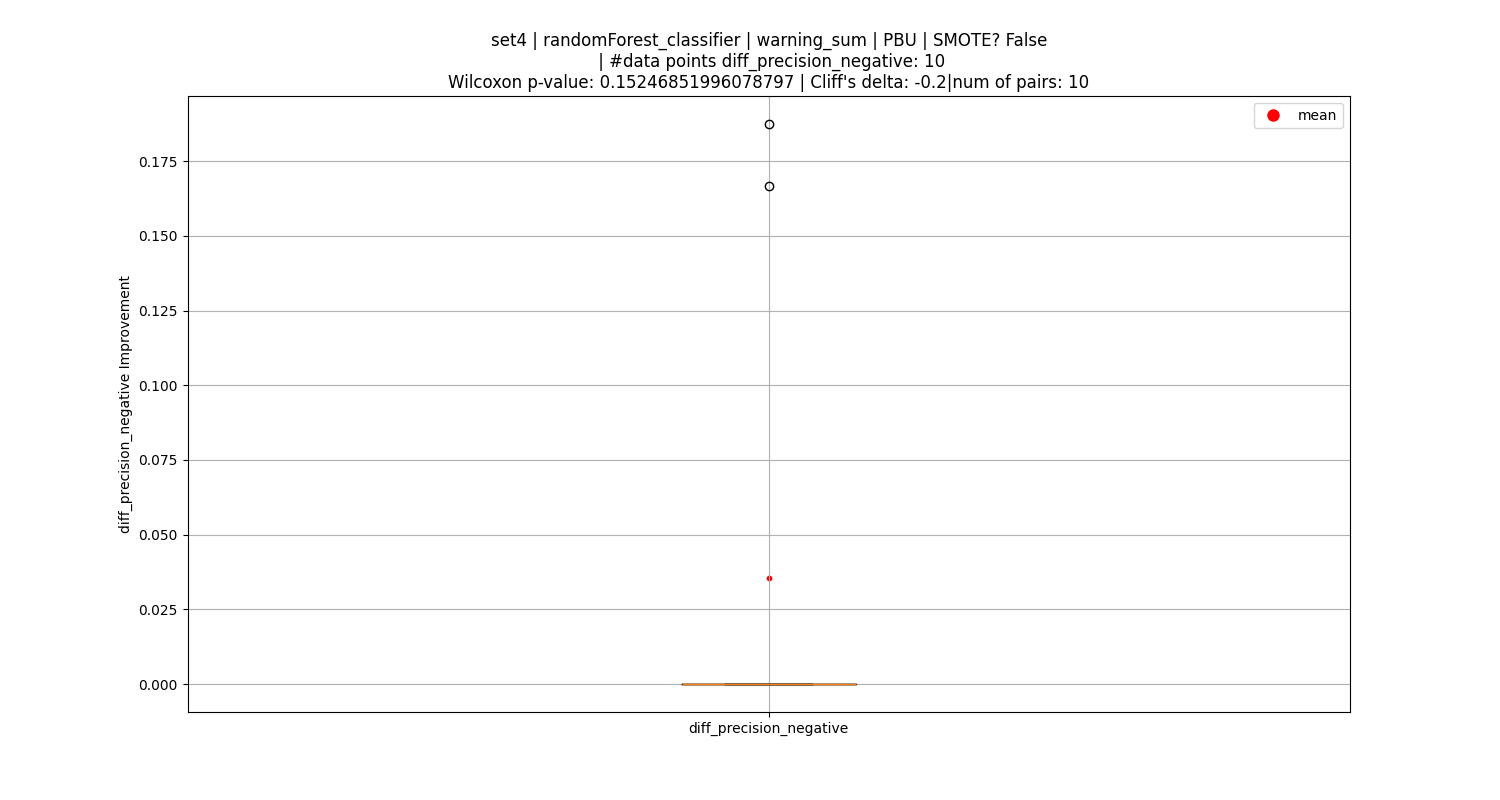 set4 | randomForest_classifier | warning_sum | PBU | SMOTE? False
| #data points diff_precision_negative: 10
Wilcoxon p-value: 0.15246851996078797 | Cliff's delta: -0.2|num of pairs: 10
mean
0.175
0.150
0.125
0.100
0.075
0.050
0.025
0.000
diff_precision_negative Improvement
diff_precision_negative